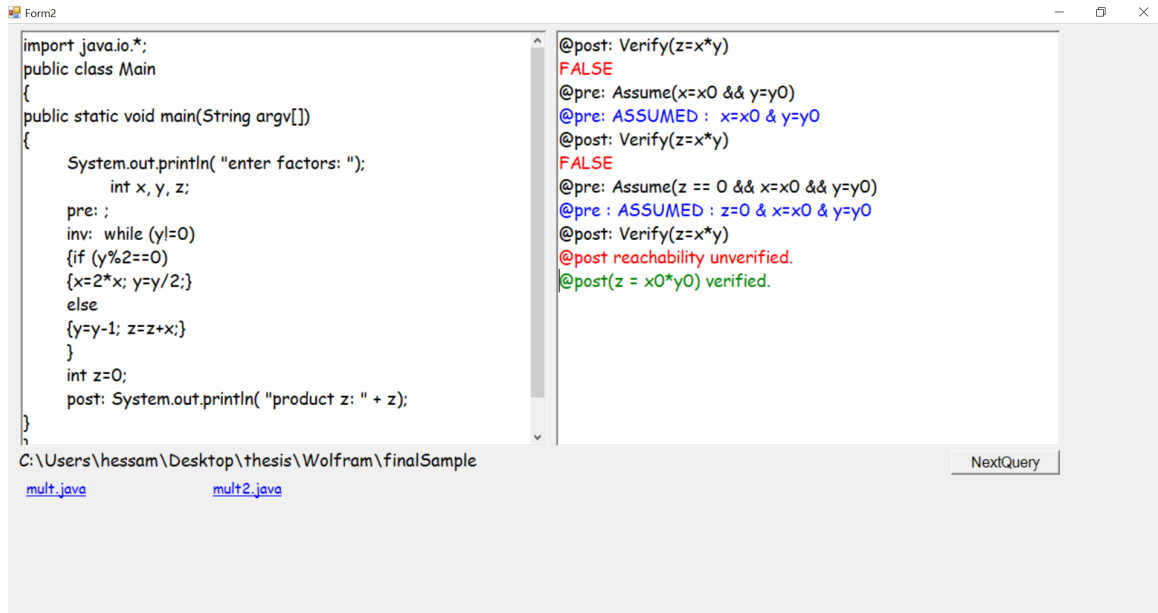 Form2
import java.io.*;
public class Main
{
public static void main(String argv[])
{
System.out.println( "enter factors: ");
int x, y, z;
pre: ;
inv: while (y!=0)
{if (y%2==0)
{x=2*x; y=y/2;}
else
{y=y-1; z=z+x;}
}
int z=0;
post: System.out.println( "product z: " + z);
}
@post: Verify(z=x*y)
FALSE
@pre: Assume(x=x0 && y=y0)
@pre: ASSUMED : x=x0 & y=y0
@post: Verify(z=x*y)
FALSE
@pre: Assume(z == 0 && x=x0 && y=y0)
@pre : ASSUMED : z=0 & x=x0 & y=y0
@post: Verify(z=x*y)
@post reachability unverified.
@post(z = x0*y0) verified.
C:\Users\hessam\Desktop\thesis\Wolfram\finalSample
NextQuery
mult.java mult2.java